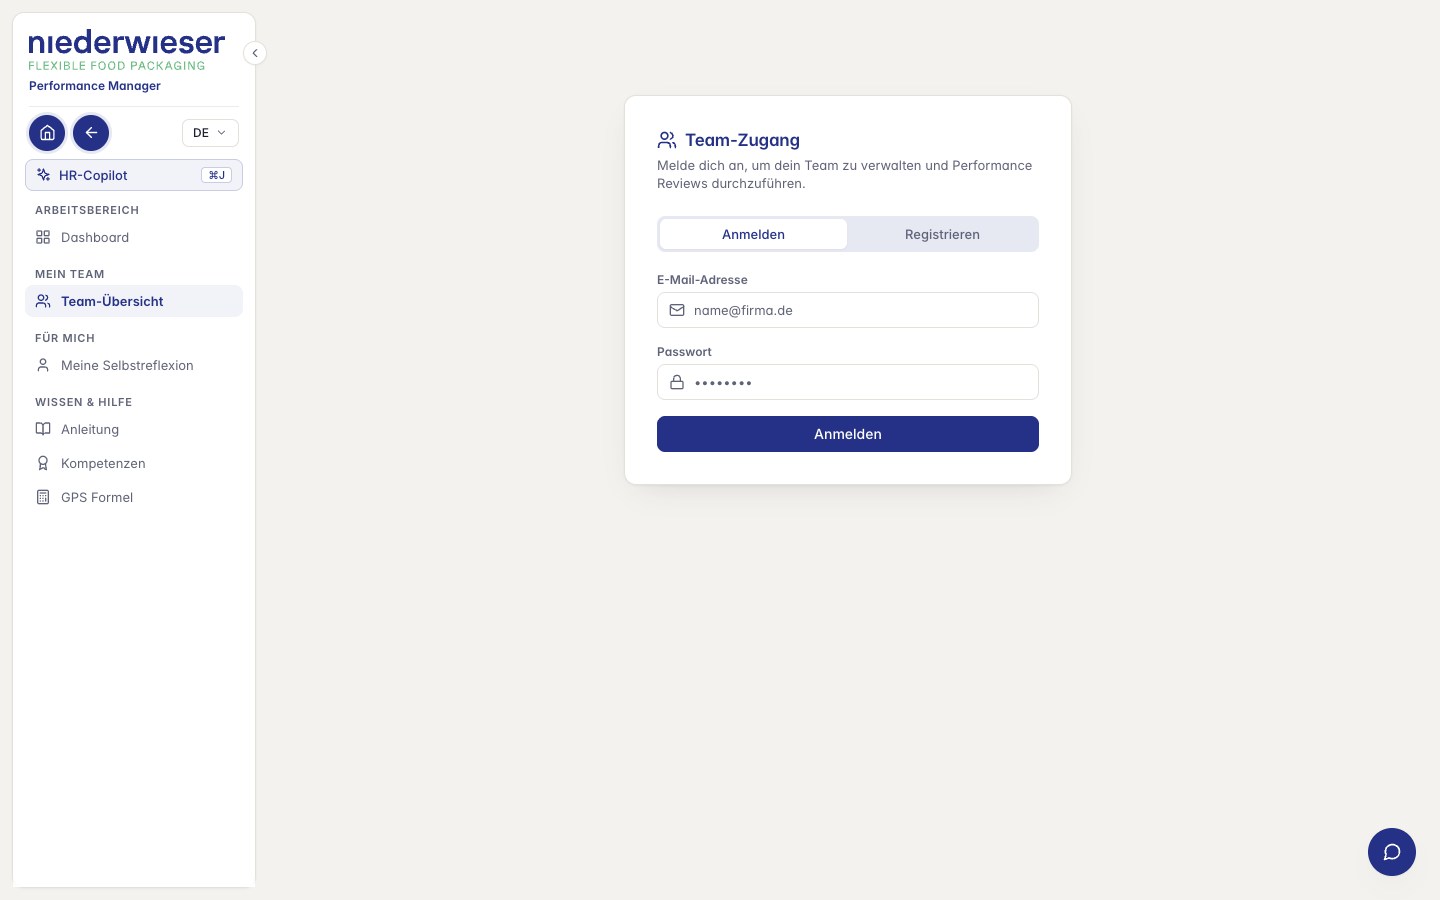 niederwieser
FLEXIBLE FOOD PACKAGING
Performance Manager
DE
HR-Copilot ⌘J
ARBEITSBEREICH
Dashboard
MEIN TEAM
Team-Übersicht
FÜR MICH
Meine Selbstreflexion
WISSEN & HILFE
Anleitung
Kompetenzen
GPS Formel
Team-Zugang
Melde dich an, um dein Team zu verwalten und Performance
Reviews durchzuführen.
Anmelden Registrieren
E-Mail-Adresse
name@firma.de
Passwort
••••••••
Anmelden